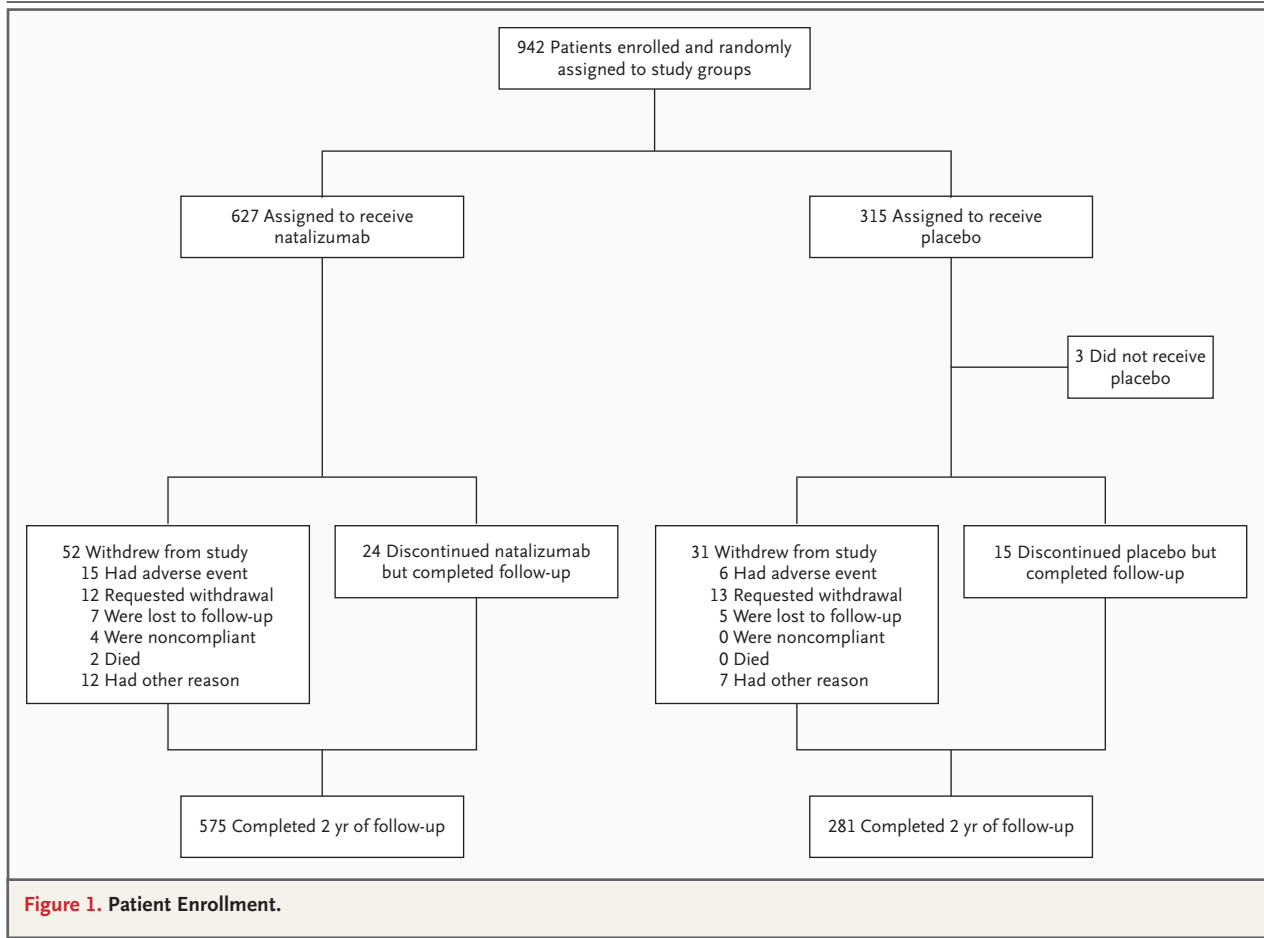 942 Patients enrolled and randomly
assigned to study groups
627 Assigned to receive
natalizumab
315 Assigned to receive
placebo
3 Did not receive
placebo
52 Withdrew from study
15 Had adverse event
12 Requested withdrawal
7 Were lost to follow-up
4 Were noncompliant
2 Died
12 Had other reason
24 Discontinued natalizumab
but completed follow-up
31 Withdrew from study
6 Had adverse event
13 Requested withdrawal
5 Were lost to follow-up
0 Were noncompliant
0 Died
7 Had other reason
15 Discontinued placebo but
completed follow-up
575 Completed 2 yr of follow-up
281 Completed 2 yr of follow-up
Figure 1. Patient Enrollment.